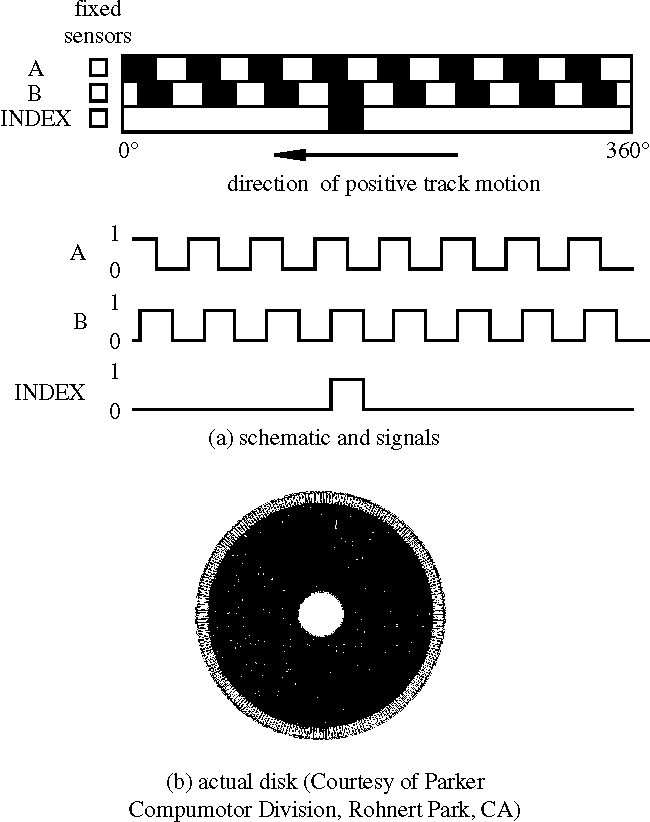 fixed
sensors
A
B
INDEX
0° 360°
direction of positive track motion
1
A
0
1
B
0
1
INDEX
0
(a) schematic and signals
(b) actual disk (Courtesy of Parker
Compumotor Division, Rohnert Park, CA)